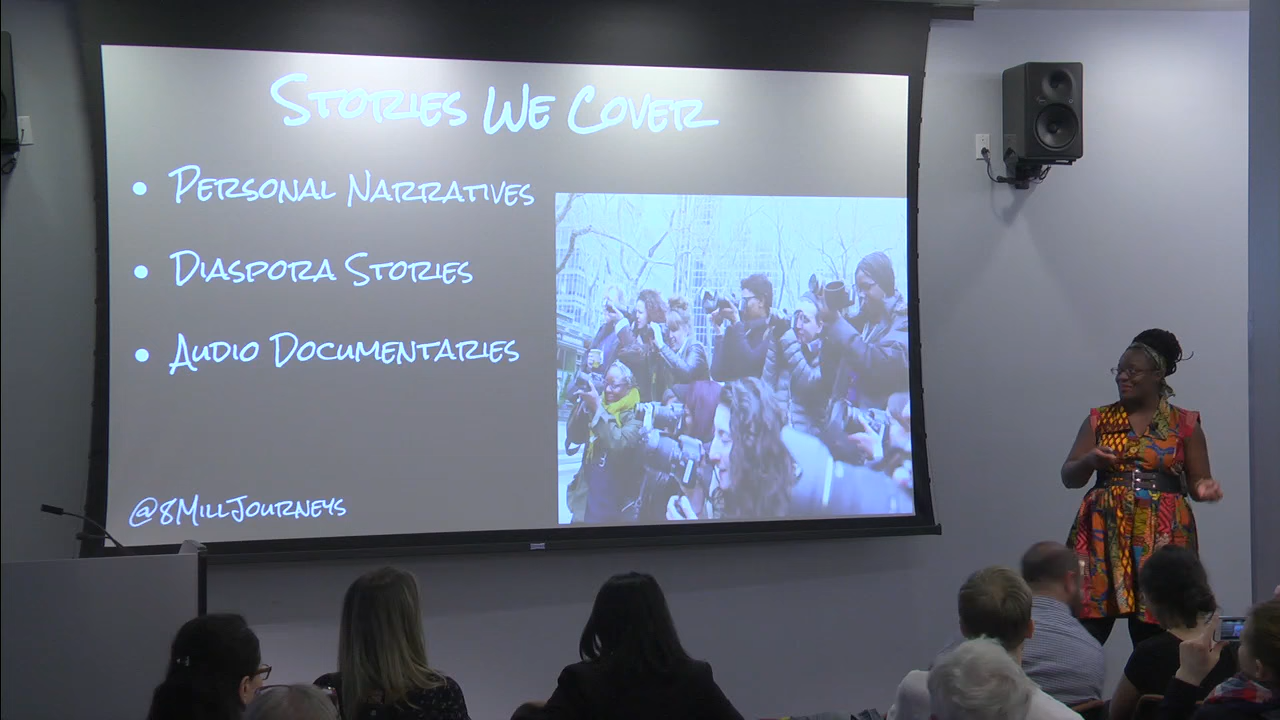 Stories We Cover
• Personal Narratives
• Diaspora Stories
• Audio Documentaries
@8MillJourneys